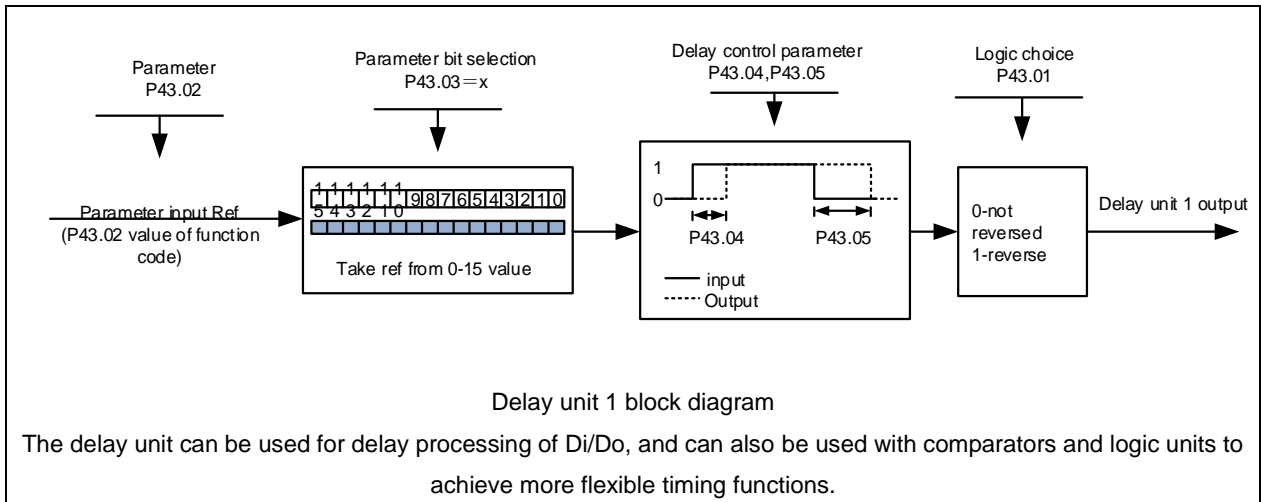 Parameter
P43.02
Parameter bit selection
P43.03＝x
Delay control parameter
P43.04,P43.05
Logic choice
P43.01
Parameter input Ref
(P43.02 value of function
code)
1 1 1 1 1 1
5 4 3 2 1 0 9 8 7 6 5 4 3 2 1 0
Take ref from 0-15 value
1
0
P43.04
P43.05
input
Output
0-not
reversed
1-reverse
Delay unit 1 output
Delay unit 1 block diagram
The delay unit can be used for delay processing of Di/Do, and can also be used with comparators and logic units to
achieve more flexible timing functions.